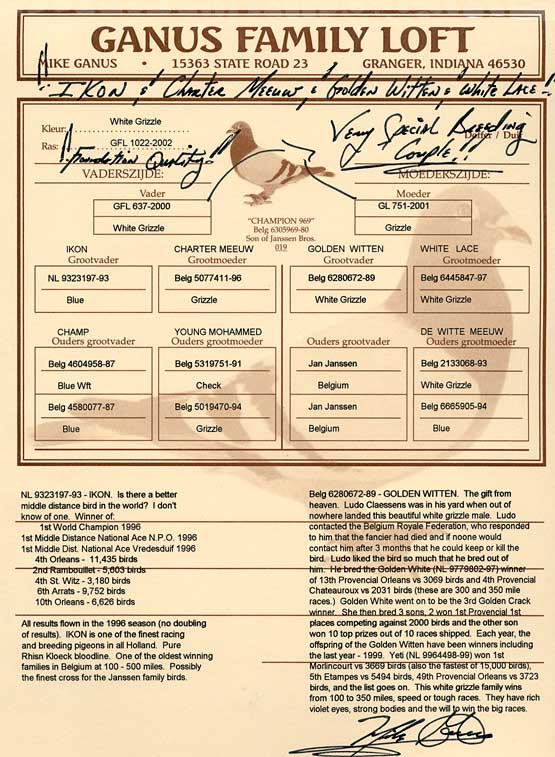 GANUS FAMILY LOFT
MIKE GANUS • 15363 STATE ROAD 23 GRANGER, INDIANA 46530
! IKON & Charter Meeuw & Golden Witten & White Lace!
Kleur: White Grizzle
Ras: GFL 1022-2002
!! Foundation Quality!!
Very Special Breeding
Couple!!
Doffer / Duif
VADERSZIJDE:
MOEDERSZIJDE:
Vader
GFL 637-2000
White Grizzle
Moeder
GL 751-2001
Grizzle
"CHAMPION 969"
Belg 6305969-80
Son of Janssen Bros.
019
IKON
Grootvader
NL 9323197-93
Blue
CHARTER MEEUW
Grootmoeder
Belg 5077411-96
Grizzle
GOLDEN WITTEN
Grootvader
Belg 6280672-89
White Grizzle
WHITE LACE
Grootmoeder
Belg 6445847-97
White Grizzle
CHAMP
Ouders grootvader
Belg 4604958-87
Blue Wft
Belg 4580077-87
Blue
YOUNG MOHAMMED
Ouders grootmoeder
Belg 5319751-91
Check
Belg 5019470-94
Grizzle
Ouders grootvader
Jan Janssen
Belgium
Jan Janssen
Belgium
DE WITTE MEEUW
Ouders grootmoeder
Belg 2133068-93
White Grizzle
Belg 6665905-94
Blue
NL 9323197-93 - IKON. Is there a better
middle distance bird in the world? I don't
know of one. Winner of:
1st World Champion 1996
1st Middle Distance National Ace N.P.O. 1996
1st Middle Dist. National Ace Vredesduif 1996
4th Orleans - 11,435 birds
2nd Rambouillet - 5,603 birds
4th St. Witz - 3,180 birds
6th Arrats - 9,752 birds
10th Orleans - 6,626 birds
All results flown in the 1996 season (no doubling
of results). IKON is one of the finest racing
and breeding pigeons in all Holland. Pure
Rhisn Kloeck bloodline. One of the oldest winning
families in Belgium at 100 - 500 miles. Possibly
the finest cross for the Janssen family birds.
Belg 6280672-89 - GOLDEN WITTEN. The gift from
heaven. Ludo Claessens was in his yard when out of
nowhere landed this beautiful white grizzle male. Ludo
contacted the Belgium Royale Federation, who responded
to him that the fancier had died and if noone would
contact him after 3 months that he could keep or kill the
bird. Ludo liked the bird so much that he bred out of
him. He bred the Golden White (NL 9779802-97) winner
of 13th Provencial Orleans vs 3069 birds and 4th Provencial
Chateauroux vs 2031 birds (these are 300 and 350 mile
races.) Golden White went on to be the 3rd Golden Crack
winner. She then bred 3 sons, 2 won 1st Provincial 1st
places competing against 2000 birds and the other son
won 10 top prizes out of 10 races shipped. Each year, the
offspring of the Golden Witten have been winners including
the last year - 1999. Yeti (NL 9964498-99) won 1st
Morlincourt vs 3669 birds (also the fastest of 15,000 birds),
5th Etampes vs 5494 birds, 49th Provincial Orleans vs 3723
birds, and the list goes on. This white grizzle family wins
from 100 to 350 miles, speed or tough races. They have rich
violet eyes, strong bodies and the will to win the big races.